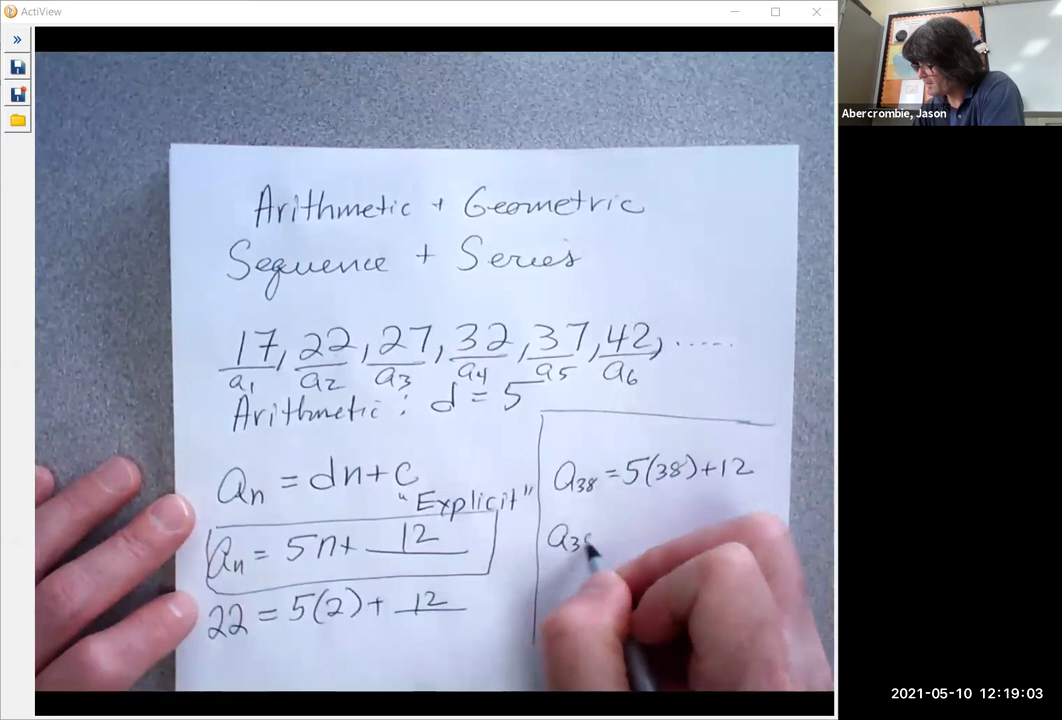 ActiView
Abercrombie, Jason
Arithmetic + Geometric
Sequence + Series
17, 22, 27, 32, 37, 42, .....
a1 a2 a3 a4 a5 a6
Arithmetic: d = 5
an = dn + c
"Explicit"
an = 5n + 12
22 = 5(2) + 12
a38 = 5(38) + 12
a38
2021-05-10 12:19:03